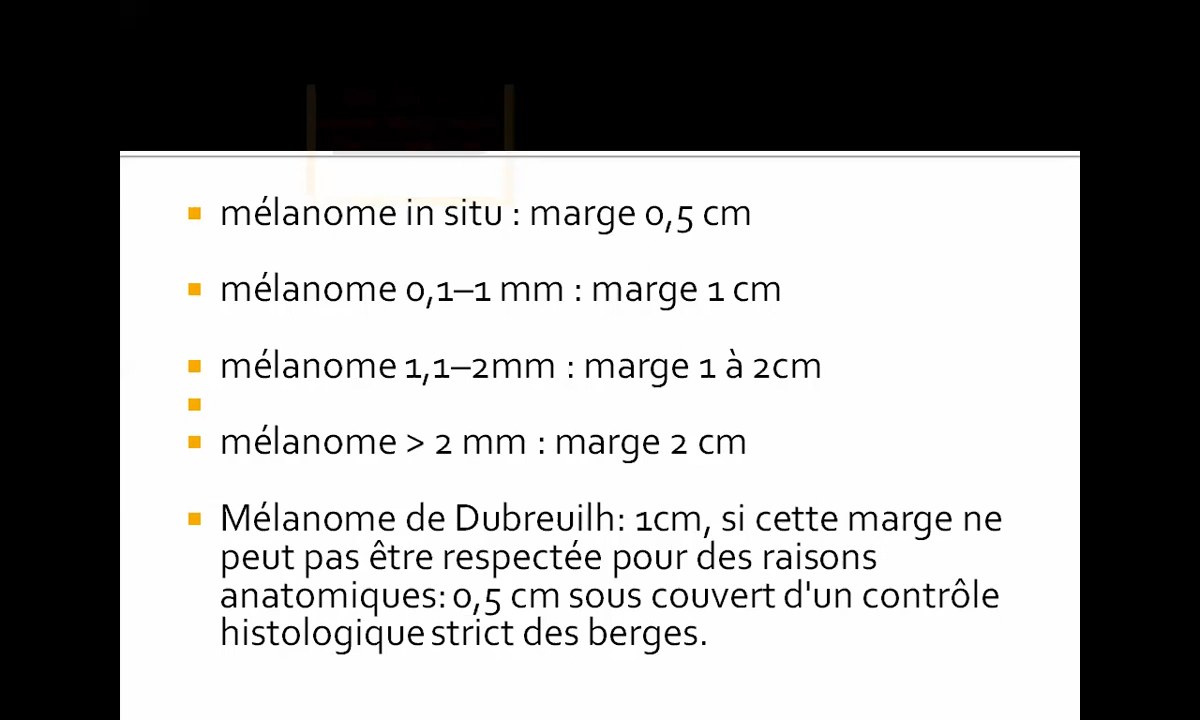 mélanome in situ : marge 0,5 cm
mélanome 0,1–1 mm : marge 1 cm
mélanome 1,1–2mm : marge 1 à 2cm
mélanome > 2 mm : marge 2 cm
Mélanome de Dubreuilh: 1cm, si cette marge ne
peut pas être respectée pour des raisons
anatomiques: 0,5 cm sous couvert d'un contrôle
histologique strict des berges.